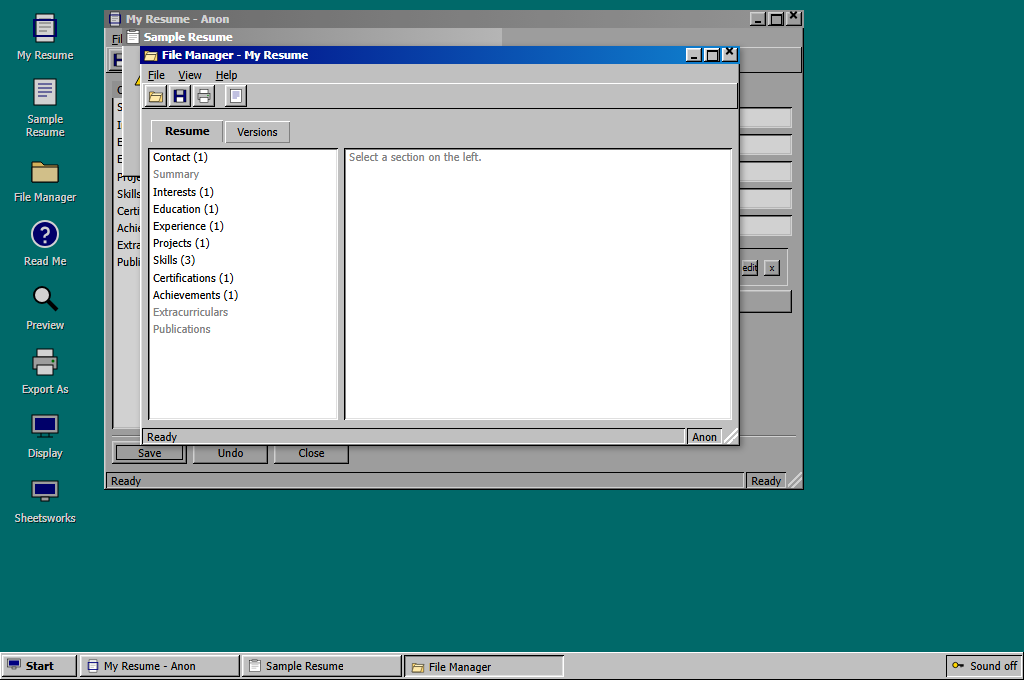 My Resume
Sample
Resume
File Manager
Read Me
Preview
Export As
Display
Sheetsworks
My Resume - Anon
Sample Resume
File Manager - My Resume
File View Help
Resume Versions
Contact (1)
Summary
Interests (1)
Education (1)
Experience (1)
Projects (1)
Skills (3)
Certifications (1)
Achievements (1)
Extracurriculars
Publications
Select a section on the left.
Ready Anon
edit x
Save Undo Close
Ready Ready
Start My Resume - Anon Sample Resume File Manager Sound off